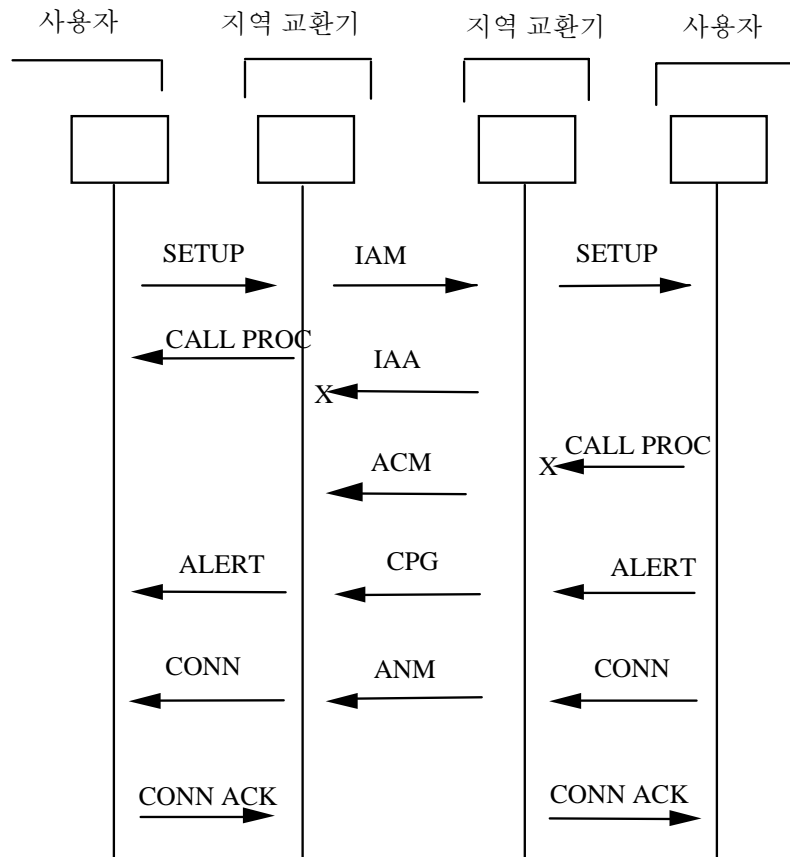 사용자 지역 교환기 지역 교환기 사용자
SETUP IAM SETUP
CALL PROC
IAA
X
CALL PROC
X
ACM
ALERT CPG ALERT
CONN ANM CONN
CONN ACK CONN ACK